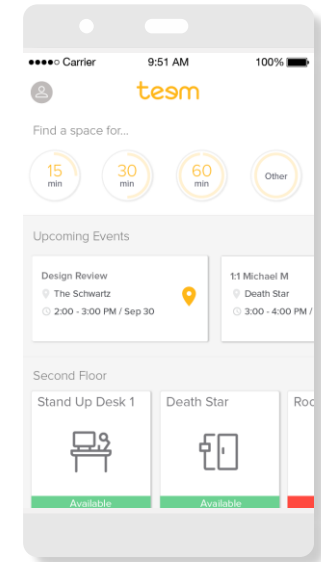 Carrier 9:51 AM 100%
teem
Find a space for...
15 min
30 min
60 min
Other
Upcoming Events
Design Review
The Schwartz
2:00 - 3:00 PM / Sep 30
1:1 Michael M
Death Star
3:00 - 4:00 PM /
Second Floor
Stand Up Desk 1
Available
Death Star
Available
Roo